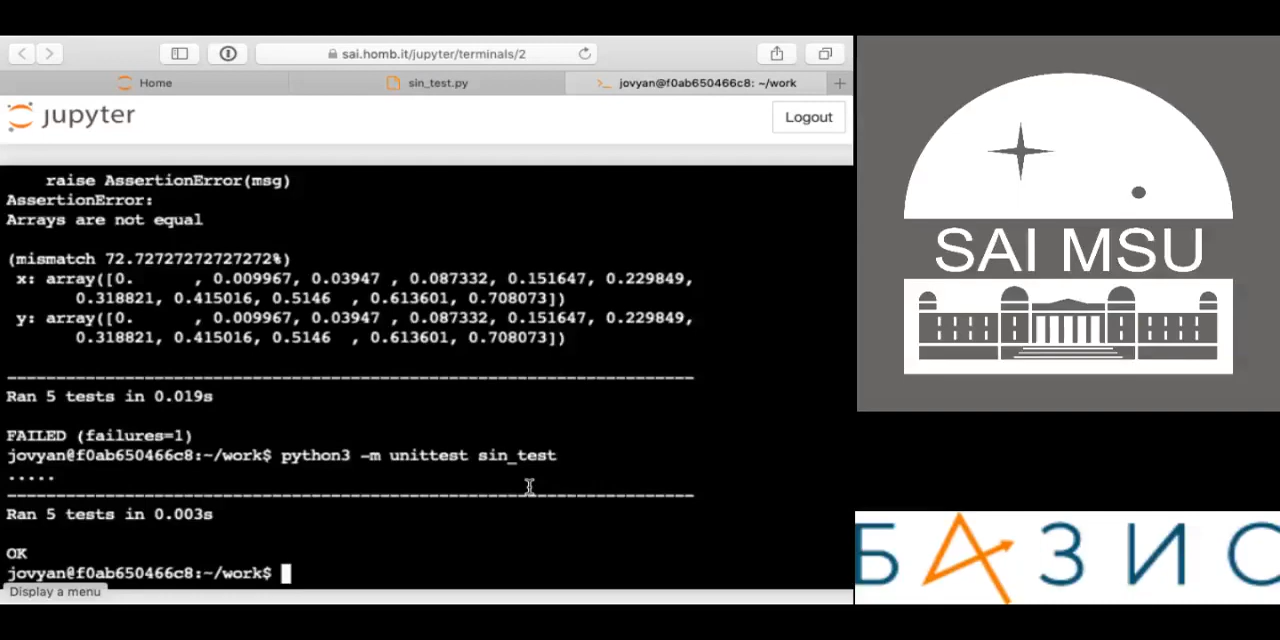 sai.homb.it/jupyter/terminals/2
Home
sin_test.py
jovyan@f0ab650466c8: ~/work
jupyter
Logout
raise AssertionError(msg)
AssertionError:
Arrays are not equal
(mismatch 72.72727272727272%)
x: array([0.      , 0.009967, 0.03947 , 0.087332, 0.151647, 0.229849,
0.318821, 0.415016, 0.5146  , 0.613601, 0.708073])
y: array([0.      , 0.009967, 0.03947 , 0.087332, 0.151647, 0.229849,
0.318821, 0.415016, 0.5146  , 0.613601, 0.708073])
----------------------------------------------------------------------
Ran 5 tests in 0.019s
FAILED (failures=1)
jovyan@f0ab650466c8:~/work$ python3 -m unittest sin_test
.....
----------------------------------------------------------------------
Ran 5 tests in 0.003s
OK
jovyan@f0ab650466c8:~/work$
Display a menu
SAI MSU
БАЗИС